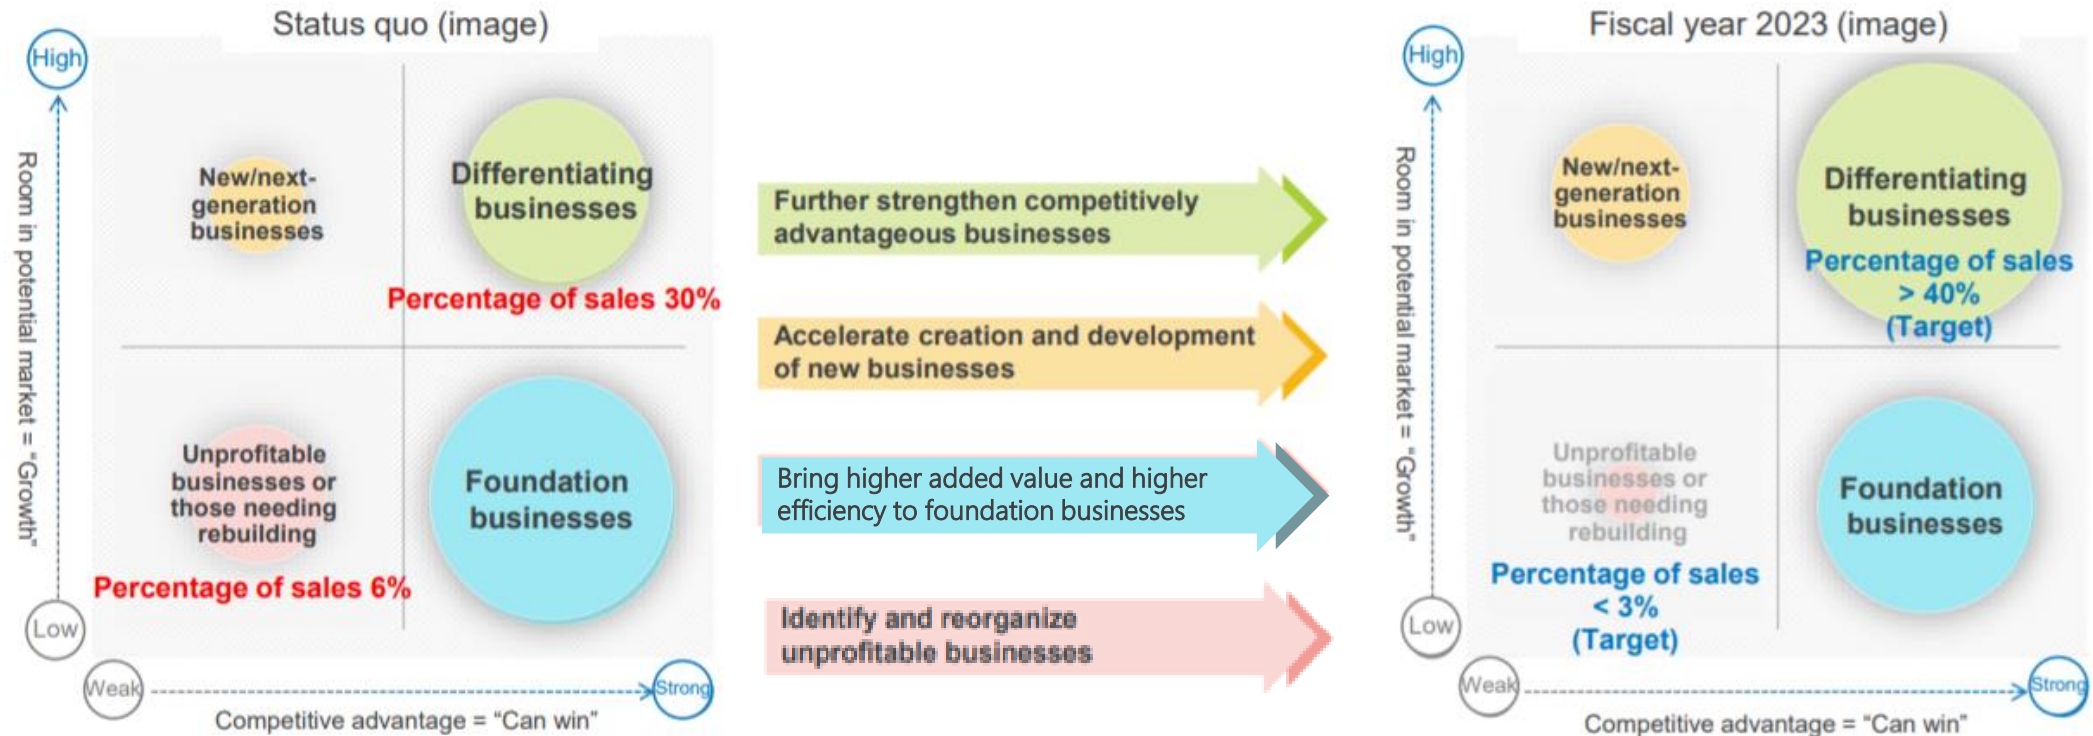 Status quo (image)
High
Room in potential market = "Growth"
Low
New/next-
generation
businesses
Differentiating
businesses
Percentage of sales 30%
Unprofitable
businesses or
those needing
rebuilding
Percentage of sales 6%
Foundation
businesses
Weak
Strong
Competitive advantage = "Can win"
Further strengthen competitively
advantageous businesses
Accelerate creation and development
of new businesses
Bring higher added value and higher
efficiency to foundation businesses
Identify and reorganize
unprofitable businesses
Fiscal year 2023 (image)
High
Room in potential market = "Growth"
Low
New/next-
generation
businesses
Differentiating
businesses
Percentage of sales
> 40%
(Target)
Unprofitable
businesses or
those needing
rebuilding
Percentage of sales
< 3%
(Target)
Foundation
businesses
Weak
Strong
Competitive advantage = "Can win"